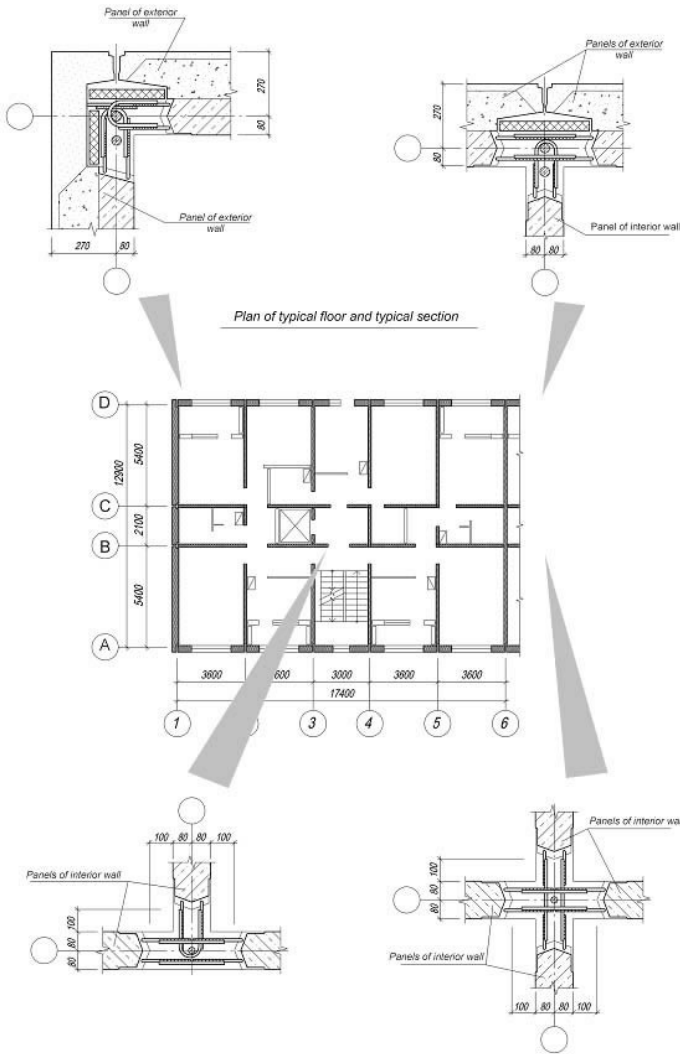 Panel of exterior
wall
Panels of exterior
wall
270
80
270
80
Panel of exterior
wall
Panel of interior wall
270
80
80
80
Plan of typical floor and typical section
D
C
B
A
12900
5400
2100
5400
3600
600
3000
3600
3600
17400
1
3
4
5
6
100
80
80
100
Panels of interior wall
100
80
80
Panels of interior wa
100
80
80
Panels of interior wall
100
80
80
100